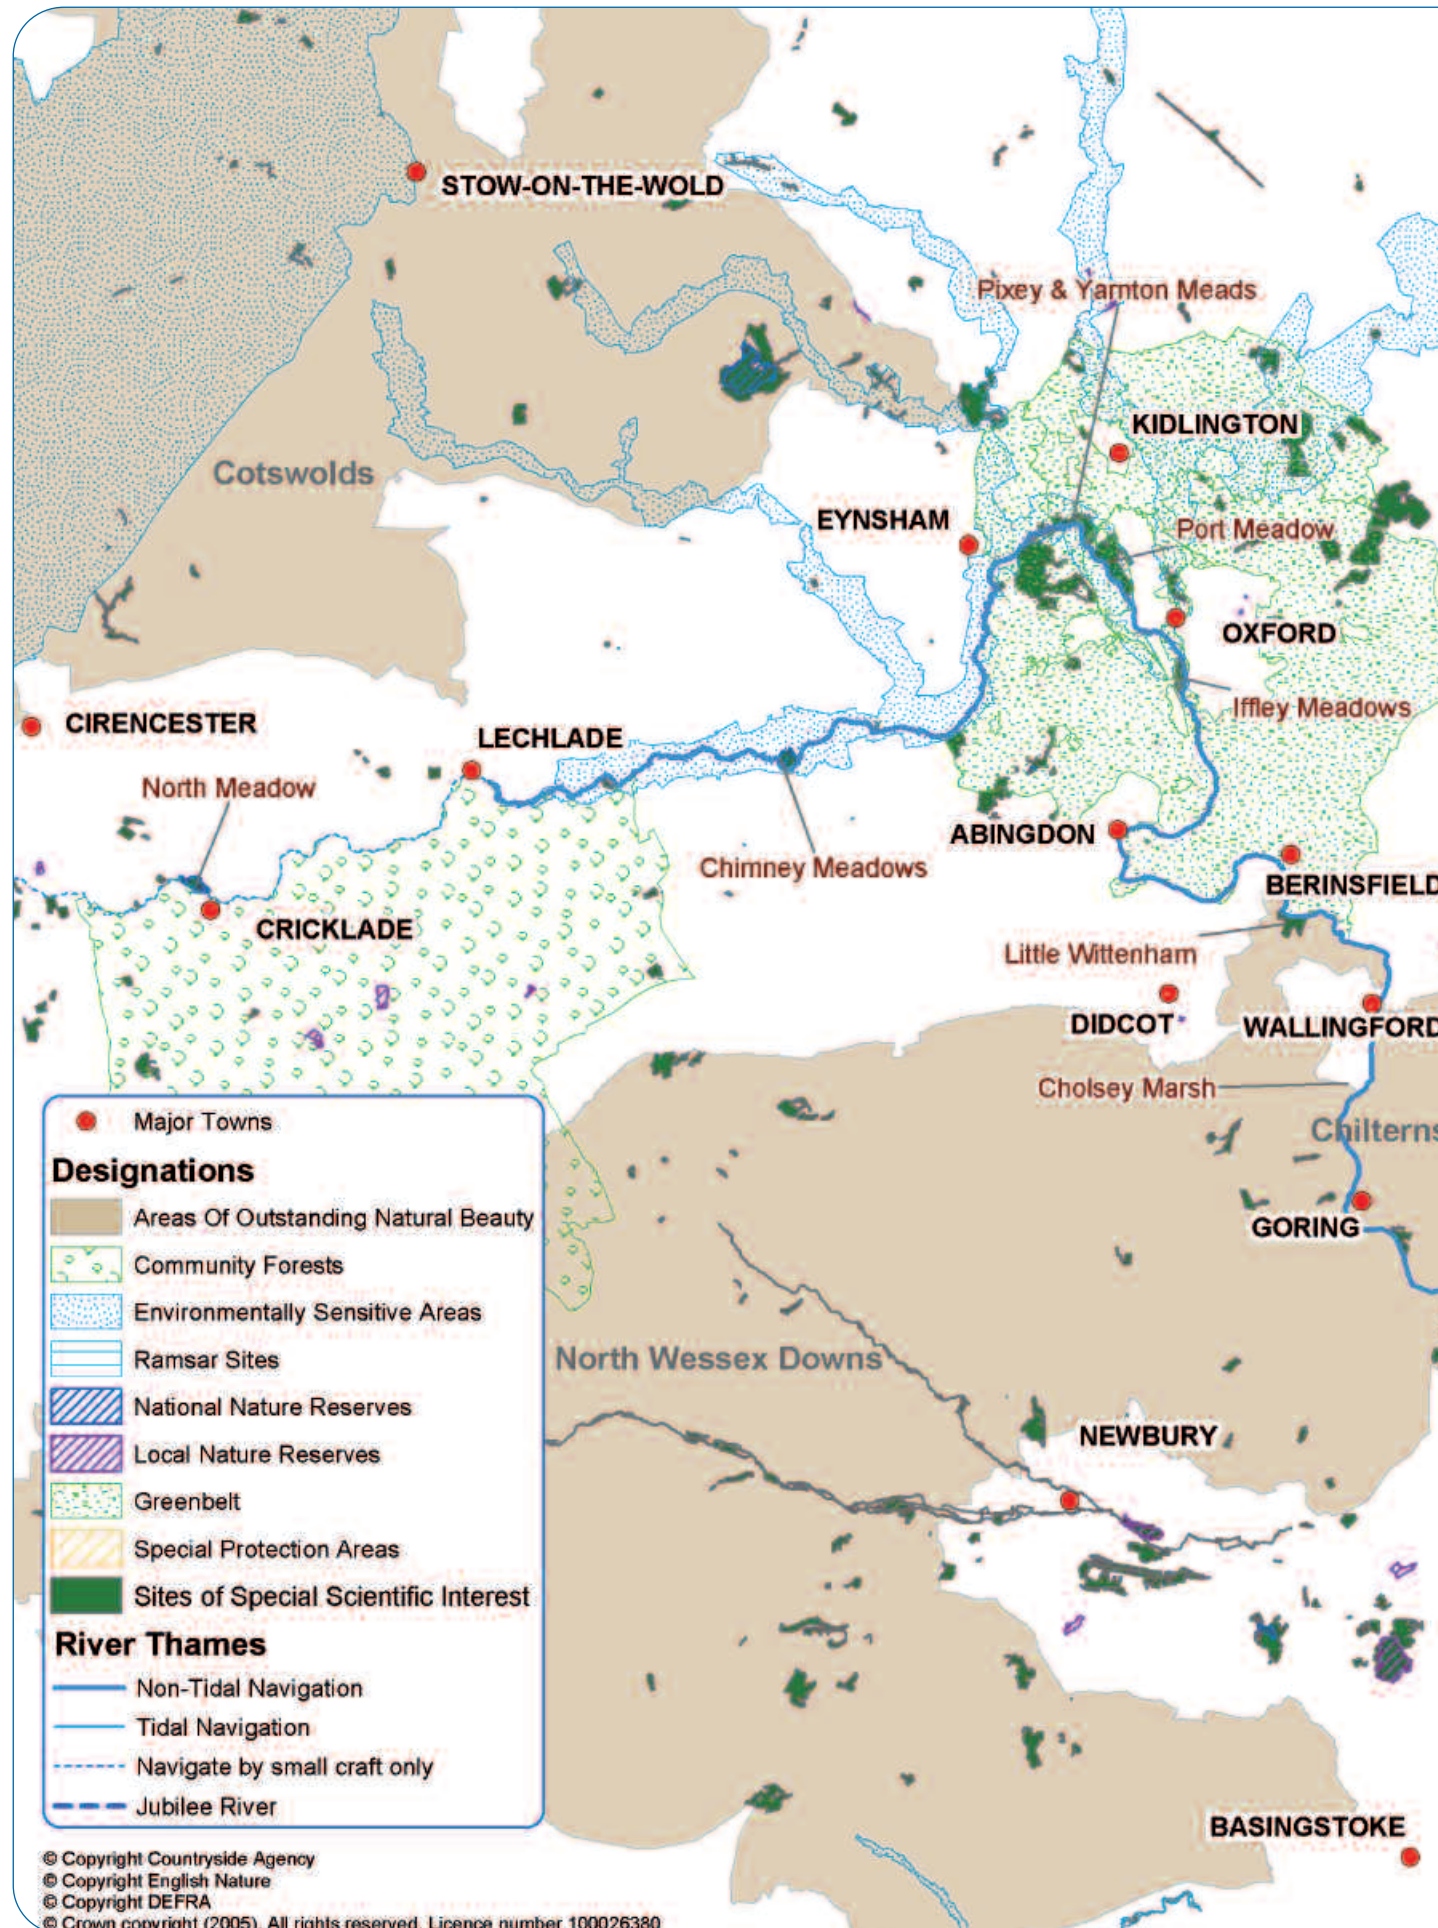 STOW-ON-THE-WOLD
Pixey & Yarnton Meads
KIDLINGTON
Cotswolds
EYNSHAM
Port Meadow
OXFORD
Iffley Meadows
CIRENCESTER
LECHLADE
North Meadow
ABINGDON
Chimney Meadows
BERINSFIELD
CRICKLADE
Little Wittenham
DIDCOT
WALLINGFORD
Cholsey Marsh
Chilterns
GORING
North Wessex Downs
NEWBURY
BASINGSTOKE
Major Towns
Designations
Areas Of Outstanding Natural Beauty
Community Forests
Environmentally Sensitive Areas
Ramsar Sites
National Nature Reserves
Local Nature Reserves
Greenbelt
Special Protection Areas
Sites of Special Scientific Interest
River Thames
Non-Tidal Navigation
Tidal Navigation
Navigate by small craft only
Jubilee River
© Copyright Countryside Agency
© Copyright English Nature
© Copyright DEFRA
© Crown copyright (2005). All rights reserved. Licence number 100026380